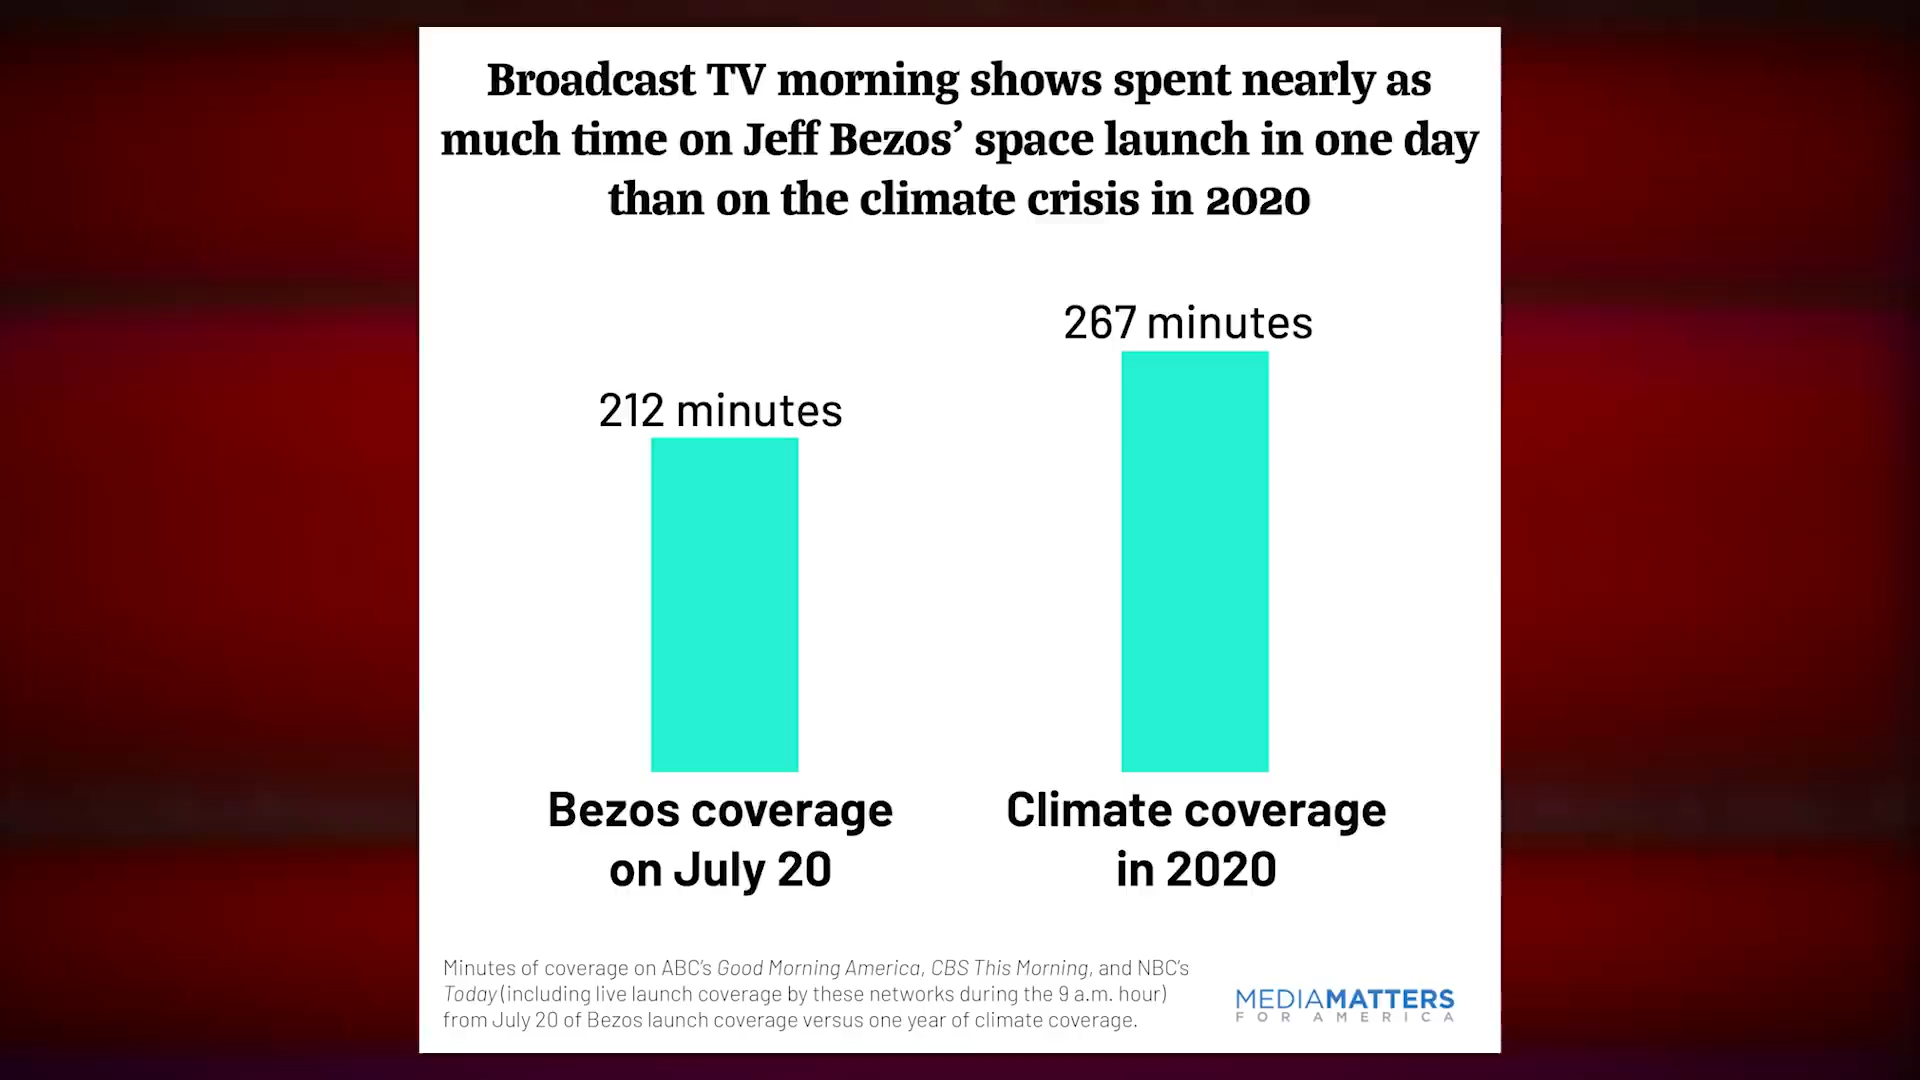 Broadcast TV morning shows spent nearly as
much time on Jeff Bezos’ space launch in one day
than on the climate crisis in 2020
267 minutes
212 minutes
Bezos coverage
on July 20
Climate coverage
in 2020
Minutes of coverage on ABC’s Good Morning America, CBS This Morning, and NBC’s
Today (including live launch coverage by these networks during the 9 a.m. hour)
from July 20 of Bezos launch coverage versus one year of climate coverage.
MEDIAMATTERS
FOR AMERICA